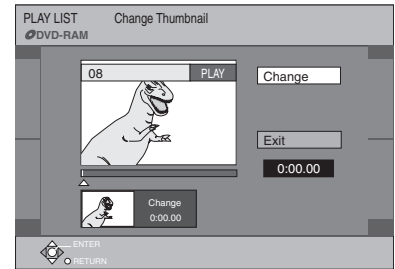 PLAY LIST Change Thumbnail
DVD-RAM
08 PLAY
Change
Exit
0:00.00
Change
0:00.00
ENTER
RETURN